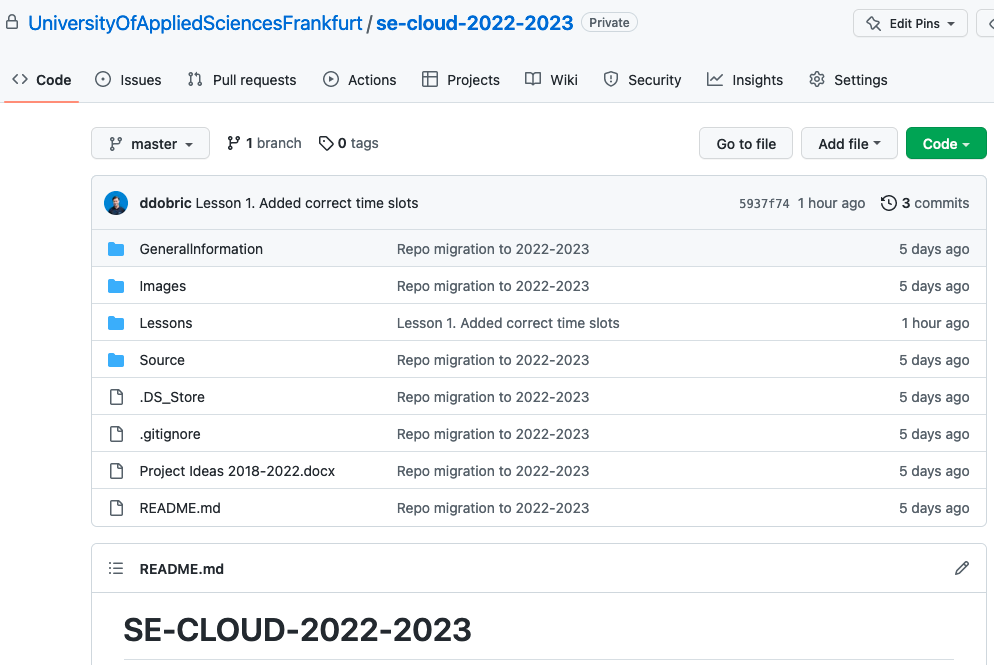 UniversityOfAppliedSciencesFrankfurt / se-cloud-2022-2023 Private Edit Pins
Code Issues Pull requests Actions Projects Wiki Security Insights Settings
master 1 branch 0 tags Go to file Add file Code
ddobric Lesson 1. Added correct time slots 5937f74 1 hour ago 3 commits
GeneralInformation Repo migration to 2022-2023 5 days ago
Images Repo migration to 2022-2023 5 days ago
Lessons Lesson 1. Added correct time slots 1 hour ago
Source Repo migration to 2022-2023 5 days ago
.DS_Store Repo migration to 2022-2023 5 days ago
.gitignore Repo migration to 2022-2023 5 days ago
Project Ideas 2018-2022.docx Repo migration to 2022-2023 5 days ago
README.md Repo migration to 2022-2023 5 days ago
README.md
SE-CLOUD-2022-2023